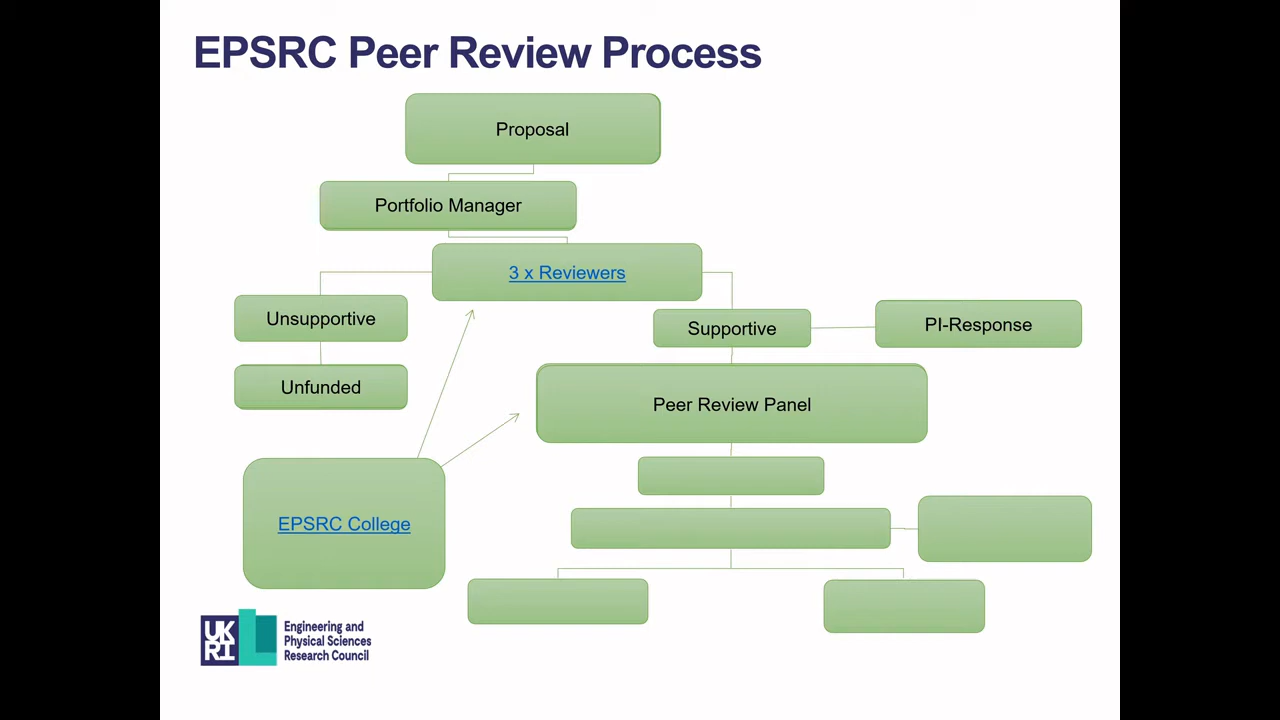 EPSRC Peer Review Process
Proposal
Portfolio Manager
3 x Reviewers
Unsupportive
Supportive
PI-Response
Unfunded
Peer Review Panel
EPSRC College
UK
RI
Engineering and
Physical Sciences
Research Council